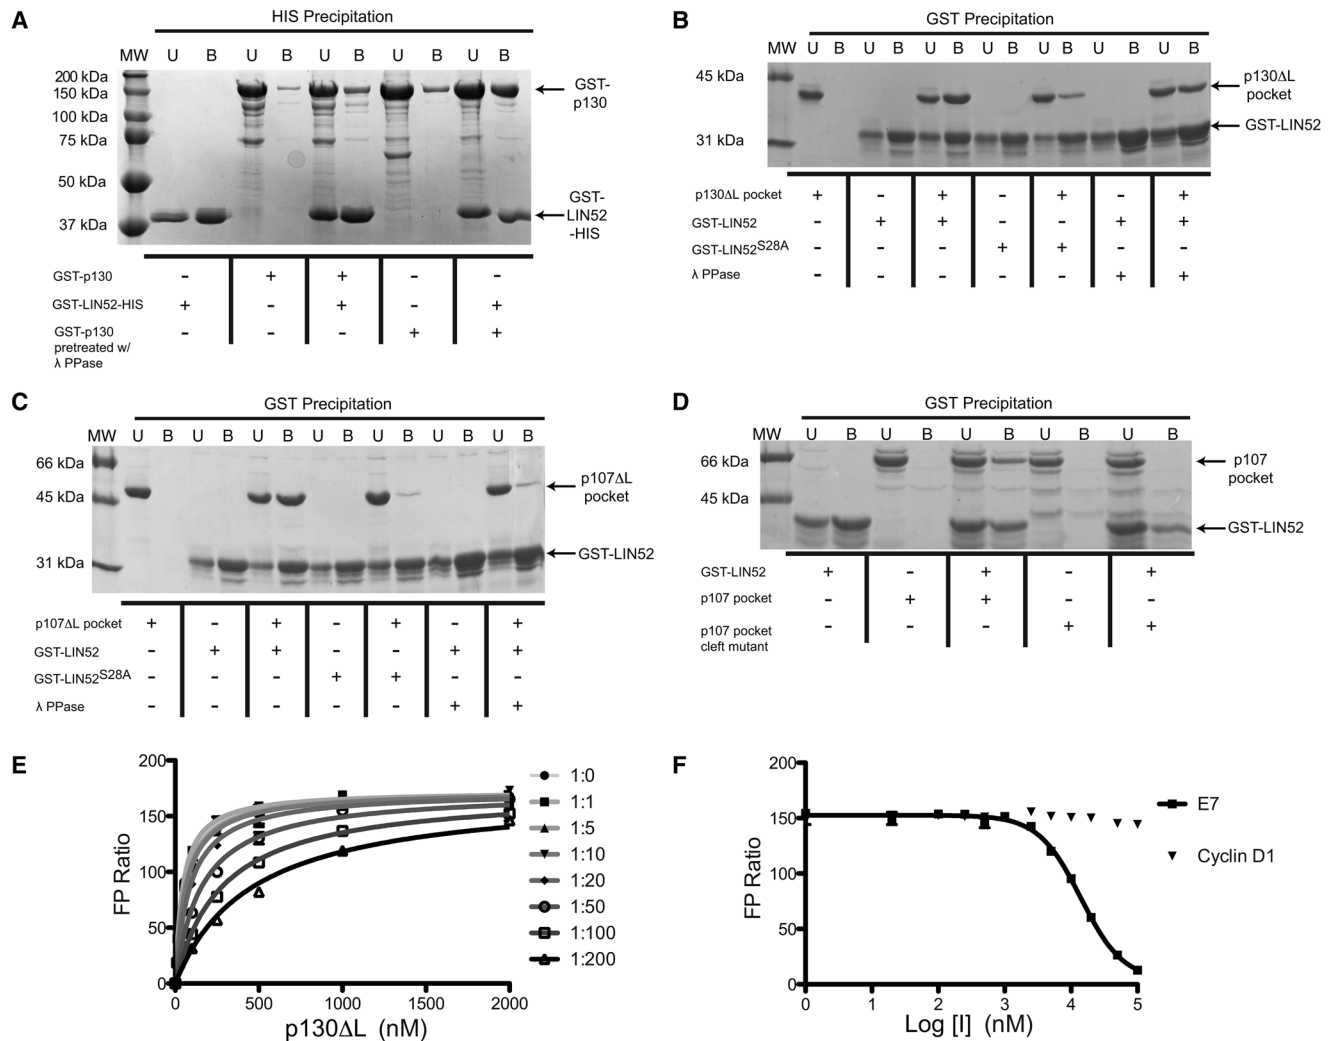 A
HIS Precipitation
MW U B U B U B U B U B
200 kDa
150 kDa
100 kDa
75 kDa
50 kDa
37 kDa
GST-
p130
GST-
LIN52
-HIS
GST-p130 - + + - -
GST-LIN52-HIS + - + - +
GST-p130
pretreated w/
λ PPase
- - - + +
B
GST Precipitation
MW U B U B U B U B U B U B U B
45 kDa
31 kDa
p130ΔL
pocket
GST-LIN52
p130ΔL pocket + - + - + - +
GST-LIN52 - + + - - + +
GST-LIN52S28A - - - + + - -
λ PPase - - - - - + +
C
GST Precipitation
MW U B U B U B U B U B U B U B
66 kDa
45 kDa
31 kDa
p107ΔL
pocket
GST-LIN52
p107ΔL pocket + - + - + - +
GST-LIN52 - + + - - + +
GST-LIN52S28A - - - + + - -
λ PPase - - - - - + +
D
GST Precipitation
MW U B U B U B U B U B
66 kDa
45 kDa
p107
pocket
GST-LIN52
GST-LIN52 + - + - +
p107 pocket - + + - -
p107 pocket
cleft mutant
- - - + +
E
FP Ratio
200
150
100
50
0
0 500 1000 1500 2000
p130ΔL (nM)
1:0
1:1
1:5
1:10
1:20
1:50
1:100
1:200
F
FP Ratio
200
150
100
50
0
0 1 2 3 4 5
Log [I] (nM)
E7
Cyclin D1